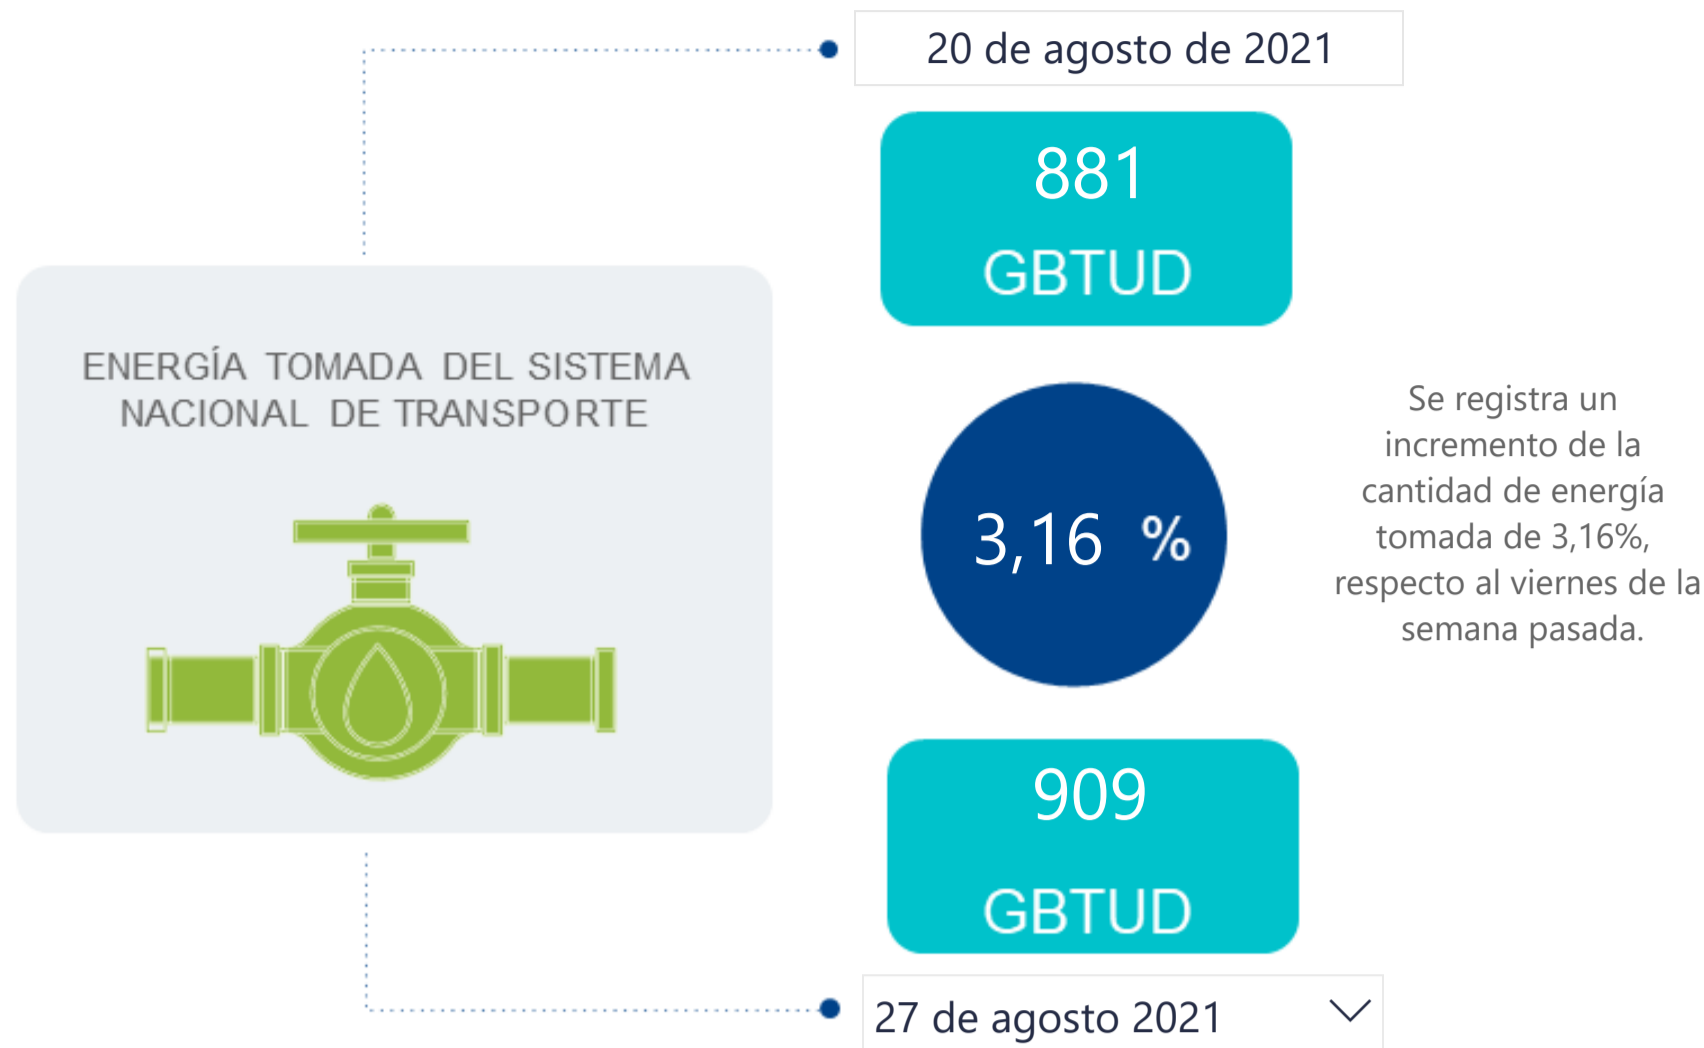 20 de agosto de 2021
881
GBTUD
ENERGÍA TOMADA DEL SISTEMA
NACIONAL DE TRANSPORTE
3,16 %
Se registra un
incremento de la
cantidad de energía
tomada de 3,16%,
respecto al viernes de la
semana pasada.
909
GBTUD
27 de agosto 2021